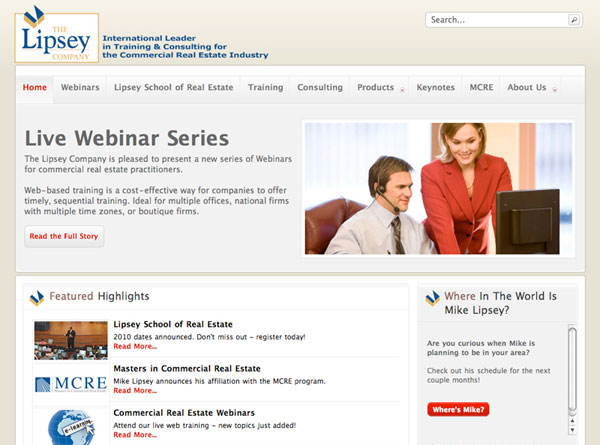 THE
Lipsey
COMPANY
International Leader
in Training & Consulting for
the Commercial Real Estate Industry
Search...
Home Webinars Lipsey School of Real Estate Training Consulting Products Keynotes MCRE About Us
Live Webinar Series
The Lipsey Company is pleased to present a new series of Webinars
for commercial real estate practitioners.
Web-based training is a cost-effective way for companies to offer
timely, sequential training. Ideal for multiple offices, national firms
with multiple time zones, or boutique firms.
Read the Full Story
Featured Highlights
Lipsey School of Real Estate
2010 dates announced. Don't miss out - register today!
Read More...
MCRE
Masters in Commercial Real Estate
Mike Lipsey announces his affiliation with the MCRE program.
Read More...
e-learning
Commercial Real Estate Webinars
Attend our live web training - new topics just added!
Read More...
Where In The World Is
Mike Lipsey?
Are you curious when Mike is
planning to be in your area?
Check out his schedule for the next
couple months!
Where's Mike?